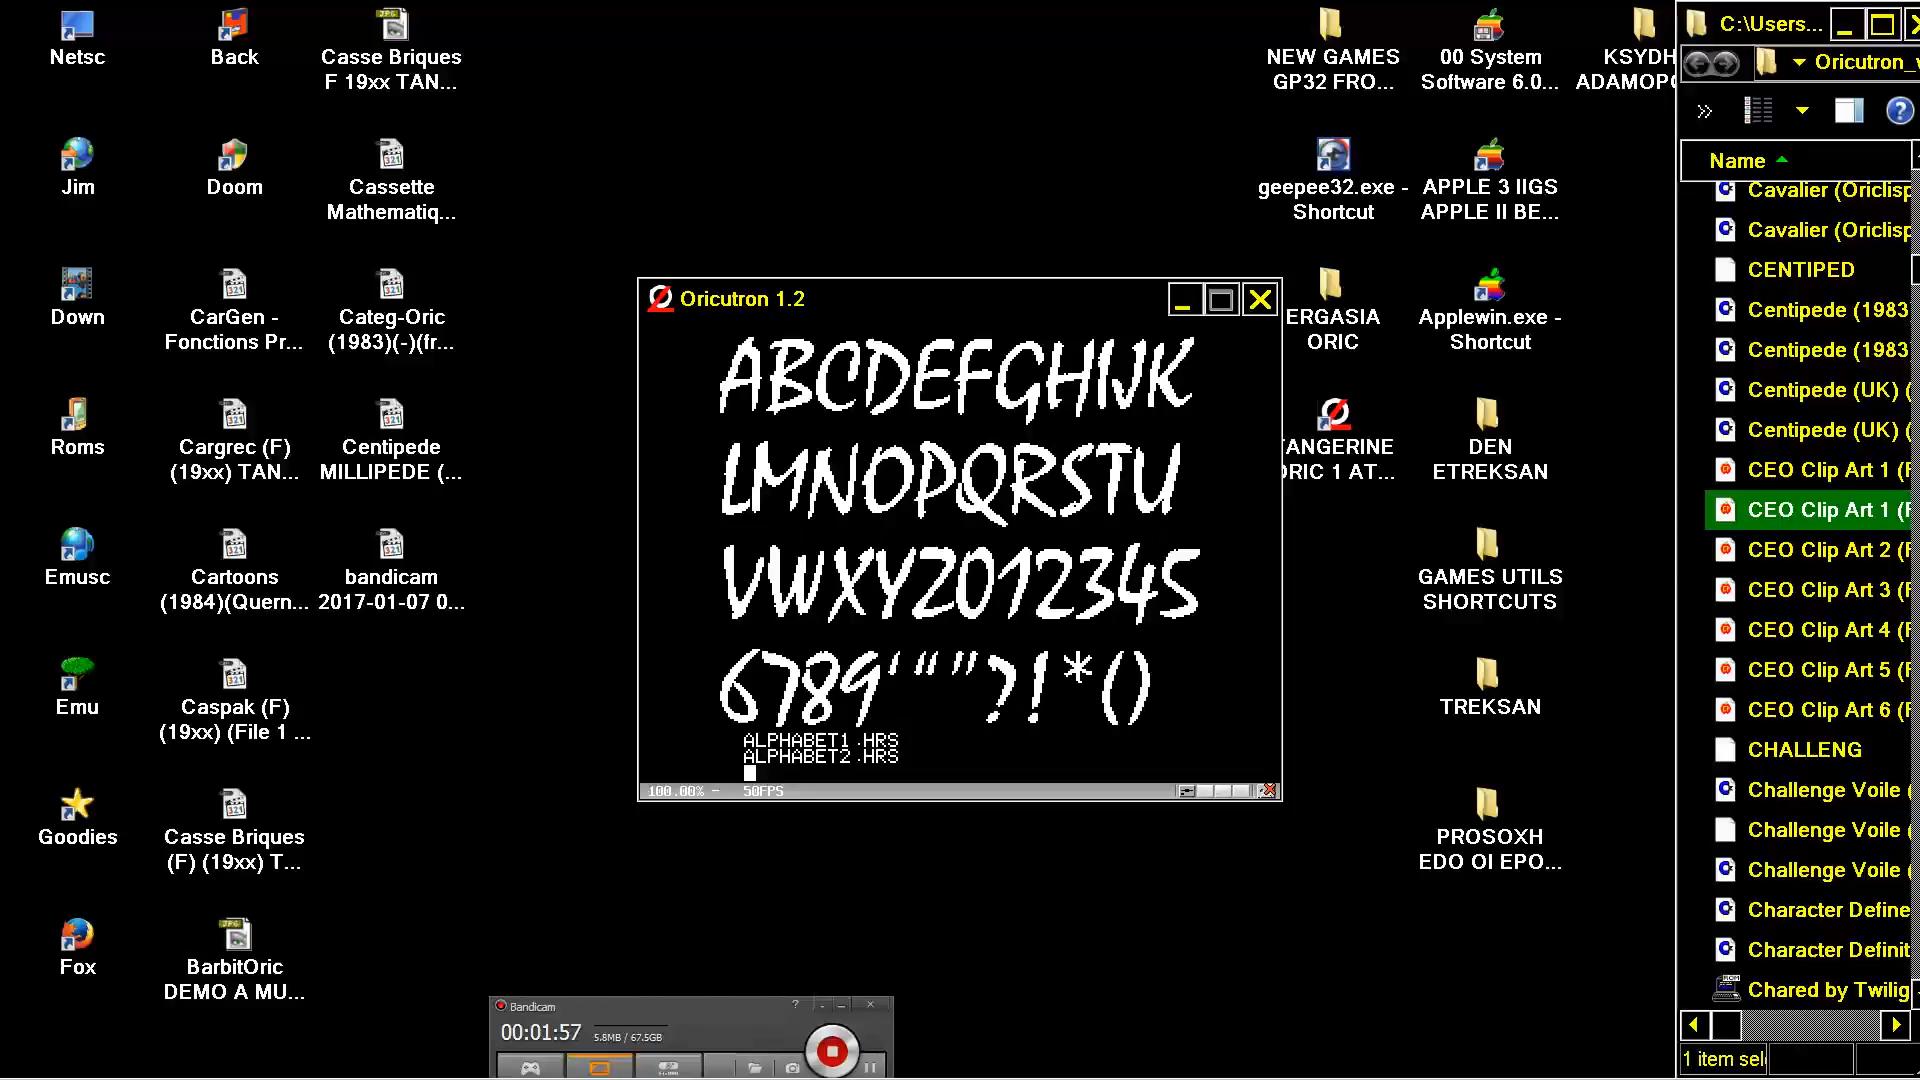 Netsc
Back
Casse Briques
F 19xx TAN...
Jim
Doom
Cassette
Mathematiq...
Down
CarGen -
Fonctions Pr...
Categ-Oric
(1983)(-)(fr...
Roms
Cargrec (F)
(19xx) TAN...
Centipede
MILLIPEDE (...
Emusc
Cartoons
(1984)(Quern...
bandicam
2017-01-07 0...
Emu
Caspak (F)
(19xx) (File 1 ...
Goodies
Casse Briques
(F) (19xx) T...
Fox
BarbitOric
DEMO A MU...
Oricutron 1.2
ABCDEFGHIJK
LMNOPQRSTU
VWXYZ012345
6789'“”?!*()
ALPHABET1 .HRS
ALPHABET2 .HRS
100.00% - 50FPS
Bandicam
00:01:57
5.8MB / 67.5GB
NEW GAMES
GP32 FRO...
00 System
Software 6.0...
KSYDH
ADAMOPO
geepee32.exe -
Shortcut
APPLE 3 IIGS
APPLE II BE...
ERGASIA
ORIC
Applewin.exe -
Shortcut
ANGERINE
ORIC 1 AT...
DEN
ETREKSAN
GAMES UTILS
SHORTCUTS
TREKSAN
PROSOXH
EDO OI EPO...
C:\Users...
Oricutron_
Name
Cavalier (Oriclisp
Cavalier (Oriclisp
CENTIPED
Centipede (1983
Centipede (1983
Centipede (UK) (
Centipede (UK) (
CEO Clip Art 1 (F
CEO Clip Art 1 (F
CEO Clip Art 2 (F
CEO Clip Art 3 (F
CEO Clip Art 4 (F
CEO Clip Art 5 (F
CEO Clip Art 6 (F
CHALLENG
Challenge Voile (
Challenge Voile (
Challenge Voile (
Character Define
Character Definit
Chared by Twilig
1 item sel